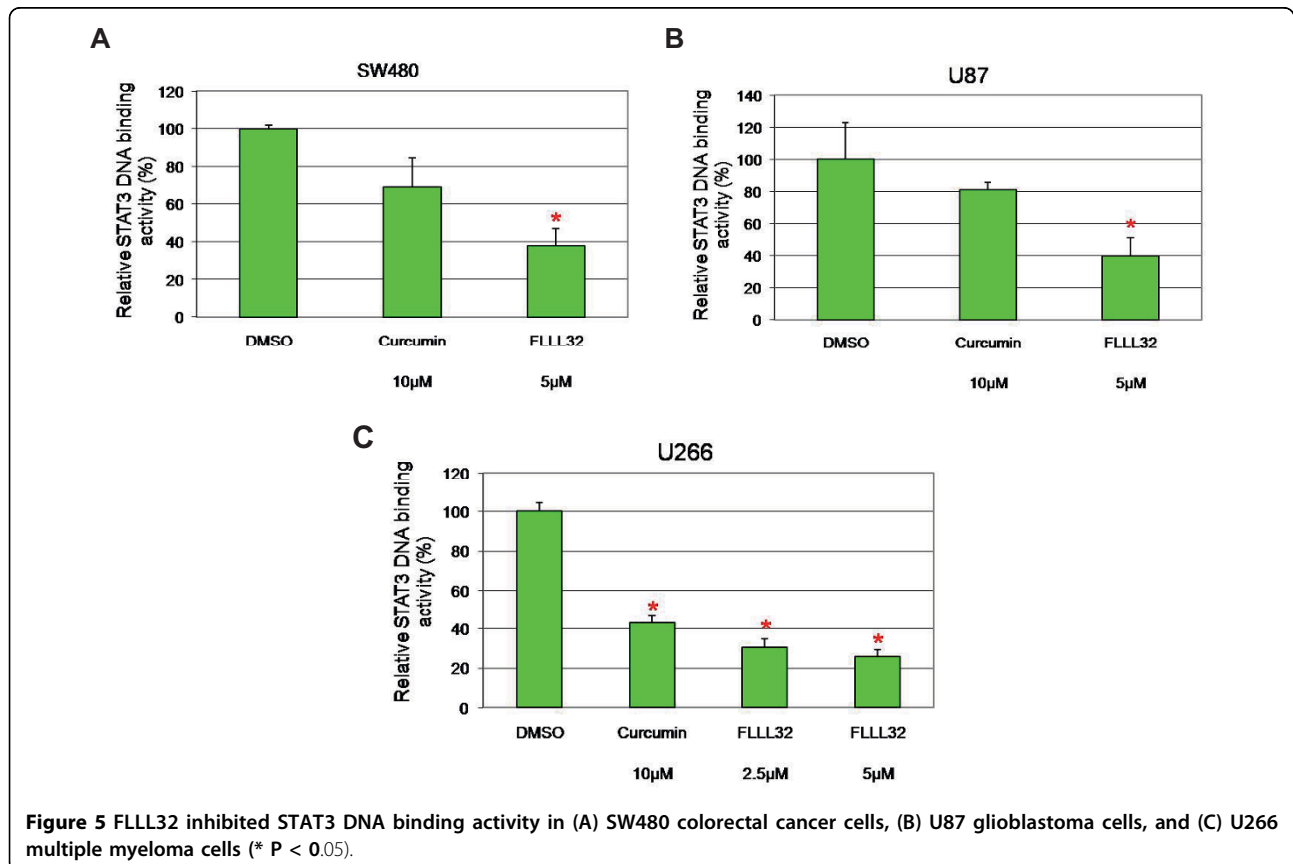 A
SW480
Relative STAT3 DNA binding
activity (%)
120
100
80
60
40
20
0
DMSO Curcumin FLLL32
10µM 5µM
*
B
U87
Relative STAT3 DNA binding
activity (%)
140
120
100
80
60
40
20
0
DMSO Curcumin FLLL32
10µM 5µM
*
C
U266
Relative STAT3 DNA binding
activity (%)
120
100
80
60
40
20
0
DMSO Curcumin FLLL32 FLLL32
10µM 2.5µM 5µM
* * *
Figure 5 FLLL32 inhibited STAT3 DNA binding activity in (A) SW480 colorectal cancer cells, (B) U87 glioblastoma cells, and (C) U266
multiple myeloma cells (* P < 0.05).